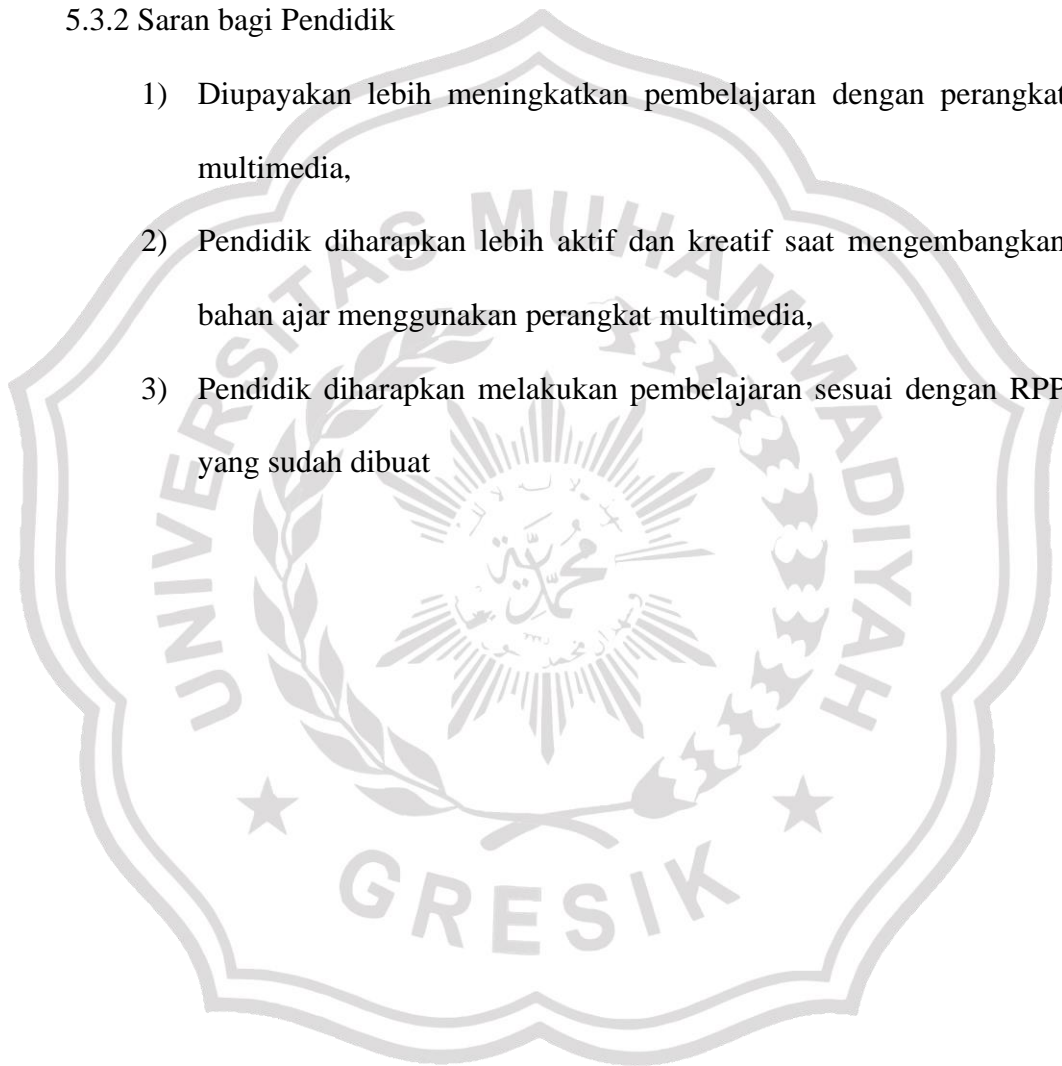 5.3.2 Saran bagi Pendidik
1) Diupayakan lebih meningkatkan pembelajaran dengan perangkat
multimedia,
2) Pendidik diharapkan lebih aktif dan kreatif saat mengembangkan
bahan ajar menggunakan perangkat multimedia,
3) Pendidik diharapkan melakukan pembelajaran sesuai dengan RPP
yang sudah dibuat
UNIVERSITAS MUHAMMADIYAH
GRESIK